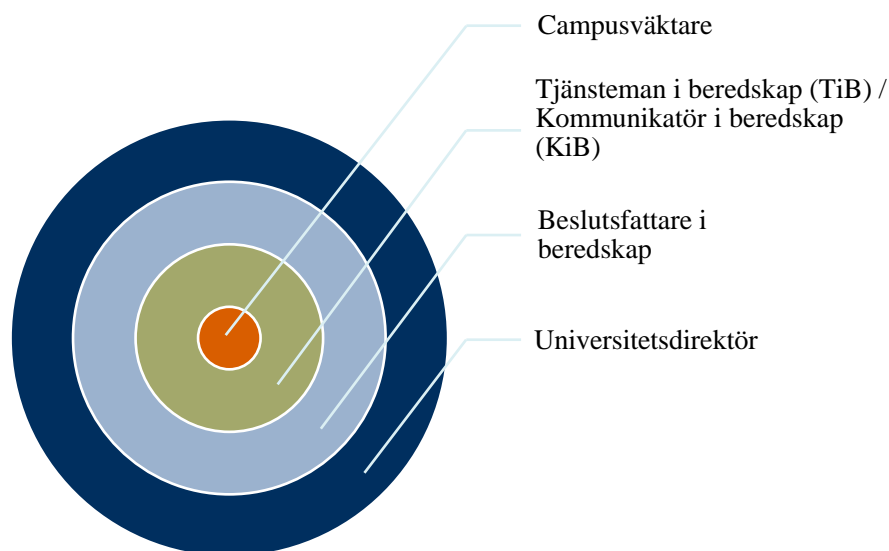 Campusväktare
Tjänsteman i beredskap (TiB) /
Kommunikatör i beredskap
(KiB)
Beslutsfattare i
beredskap
Universitetsdirektör